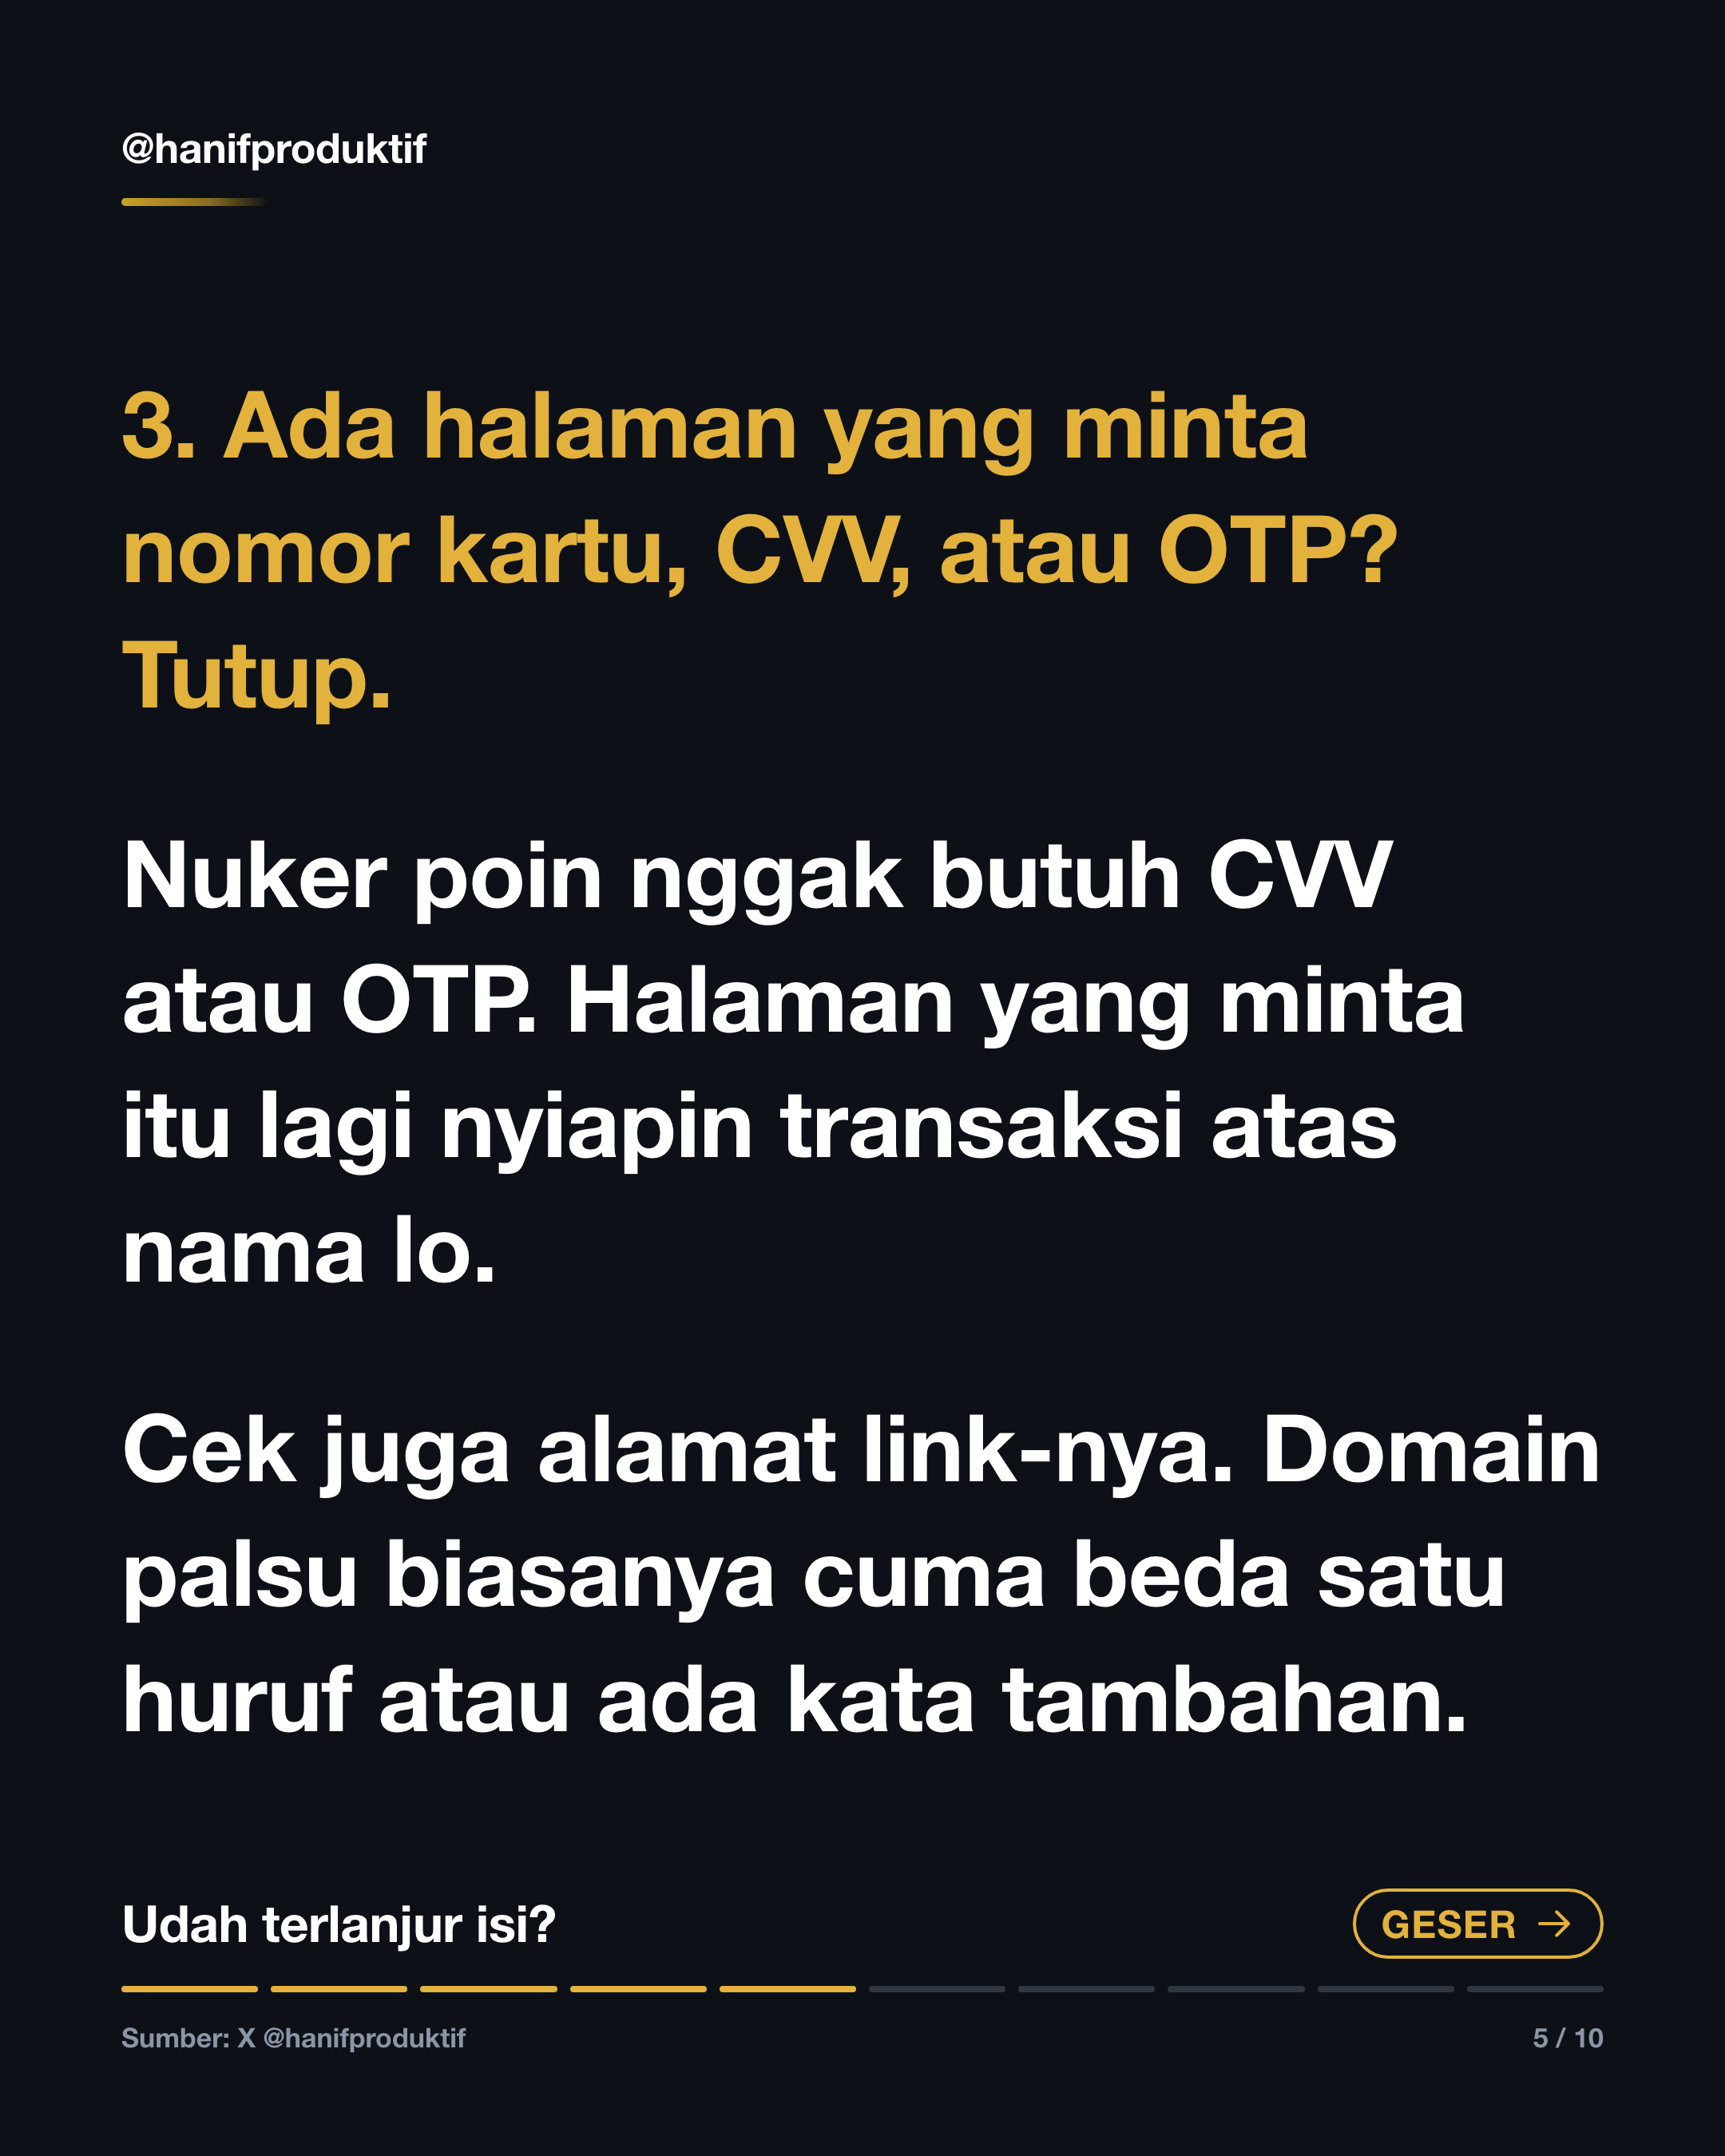 @hanifproduktif
3. Ada halaman yang minta
nomor kartu, CVV, atau OTP?
Tutup.
Nuker poin nggak butuh CVV
atau OTP. Halaman yang minta
itu lagi nyiapin transaksi atas
nama lo.
Cek juga alamat link-nya. Domain
palsu biasanya cuma beda satu
huruf atau ada kata tambahan.
Udah terlanjur isi?
GESER →
Sumber: X @hanifproduktif
5 / 10